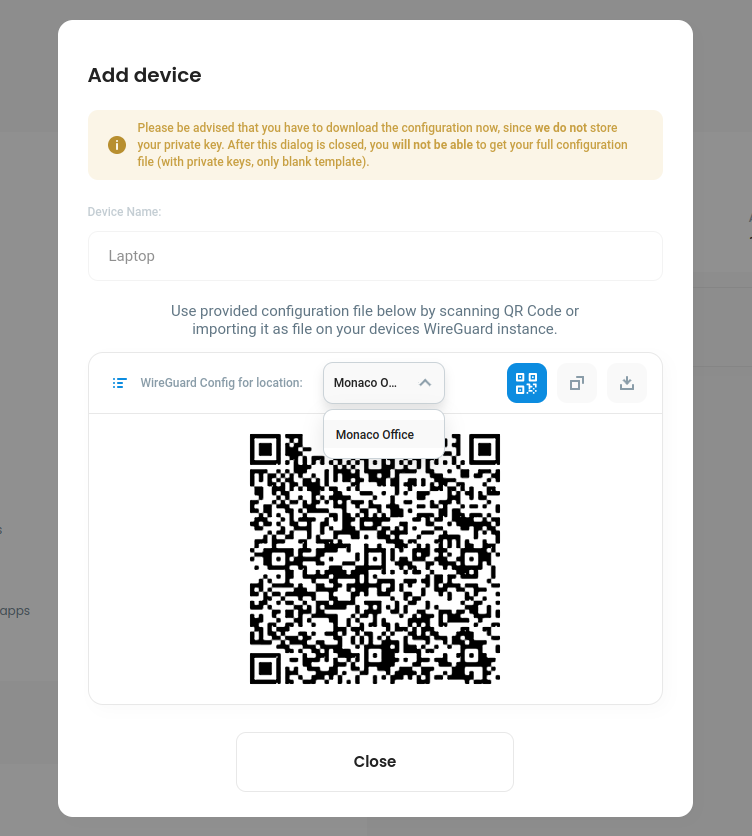 Add device
Please be advised that you have to download the configuration now, since we do not store
your private key. After this dialog is closed, you will not be able to get your full configuration
file (with private keys, only blank template).
Device Name:
Laptop
Use provided configuration file below by scanning QR Code or
importing it as file on your devices WireGuard instance.
WireGuard Config for location:
Monaco O...
Monaco Office
apps
Close